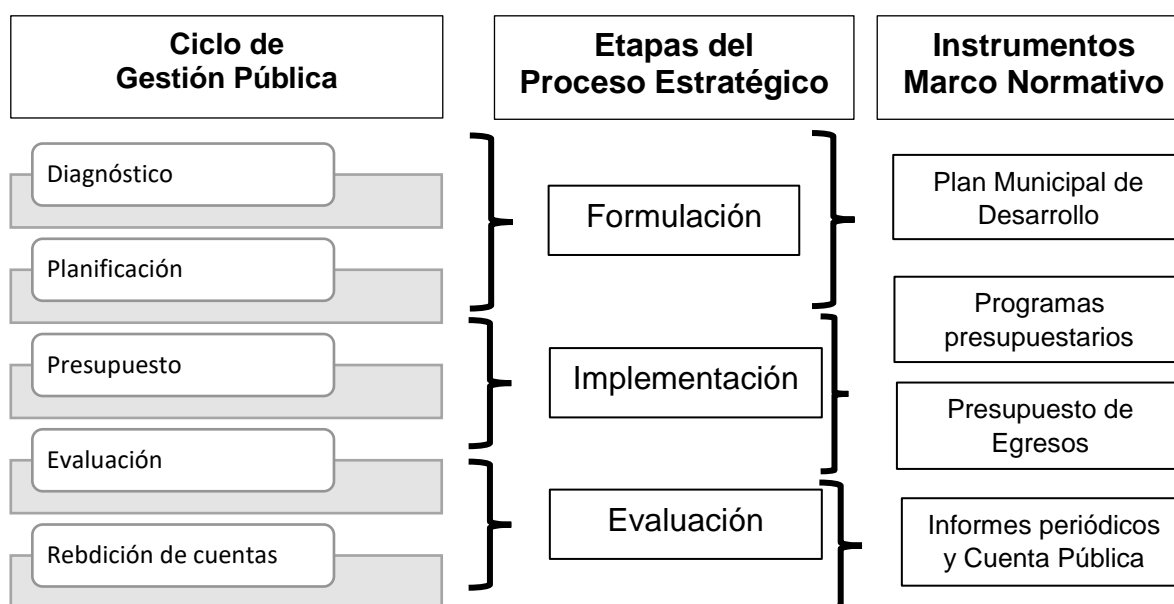 Ciclo de
Gestión Pública
Etapas del
Proceso Estratégico
Instrumentos
Marco Normativo
Diagnóstico
Planificación
Presupuesto
Evaluación
Rebdición de cuentas
Formulación
Implementación
Evaluación
Plan Municipal de
Desarrollo
Programas
presupuestarios
Presupuesto de
Egresos
Informes periódicos
y Cuenta Pública